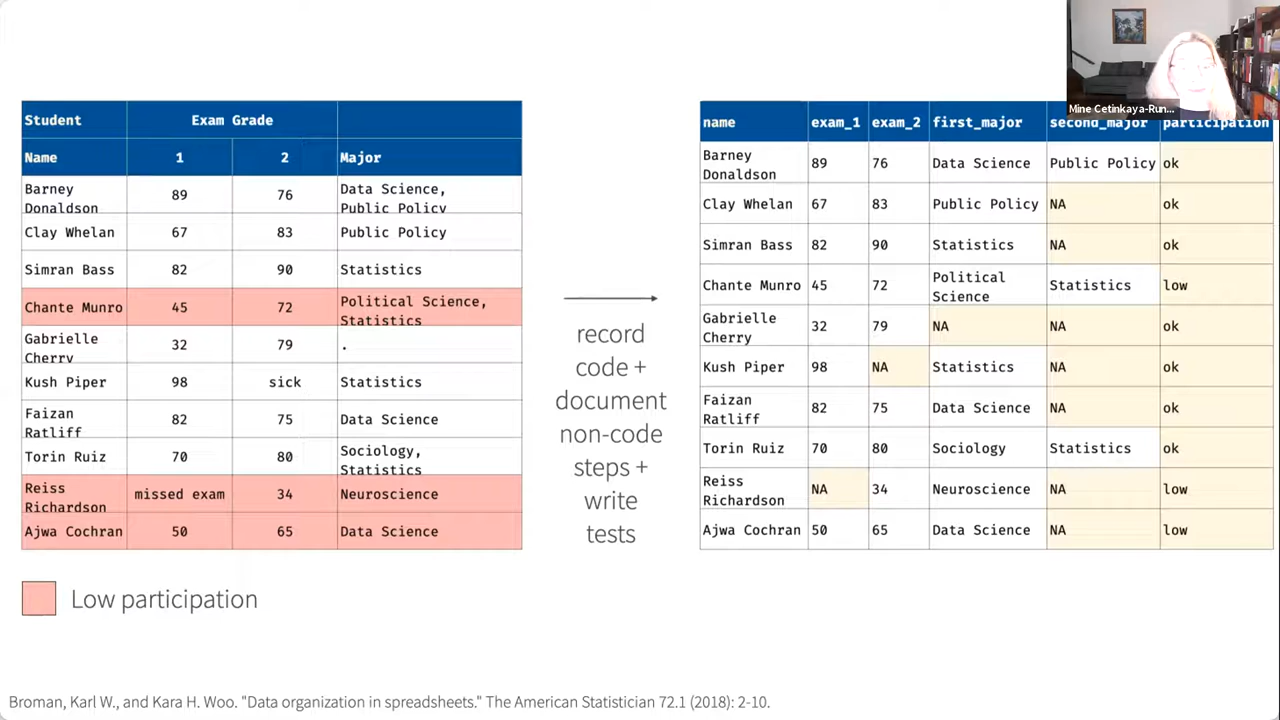 Mine Cetinkaya-Run...
Student Exam Grade
Name 1 2 Major
Barney Donaldson 89 76 Data Science, Public Policy
Clay Whelan 67 83 Public Policy
Simran Bass 82 90 Statistics
Chante Munro 45 72 Political Science, Statistics
Gabrielle Cherry 32 79 .
Kush Piper 98 sick Statistics
Faizan Ratliff 82 75 Data Science
Torin Ruiz 70 80 Sociology, Statistics
Reiss Richardson missed exam 34 Neuroscience
Ajwa Cochran 50 65 Data Science
Low participation
record
code +
document
non-code
steps +
write
tests
name exam_1 exam_2 first_major second_major participation
Barney Donaldson 89 76 Data Science Public Policy ok
Clay Whelan 67 83 Public Policy NA ok
Simran Bass 82 90 Statistics NA ok
Chante Munro 45 72 Political Science Statistics low
Gabrielle Cherry 32 79 NA NA ok
Kush Piper 98 NA Statistics NA ok
Faizan Ratliff 82 75 Data Science NA ok
Torin Ruiz 70 80 Sociology Statistics ok
Reiss Richardson NA 34 Neuroscience NA low
Ajwa Cochran 50 65 Data Science NA low
Broman, Karl W., and Kara H. Woo. "Data organization in spreadsheets." The American Statistician 72.1 (2018): 2-10.